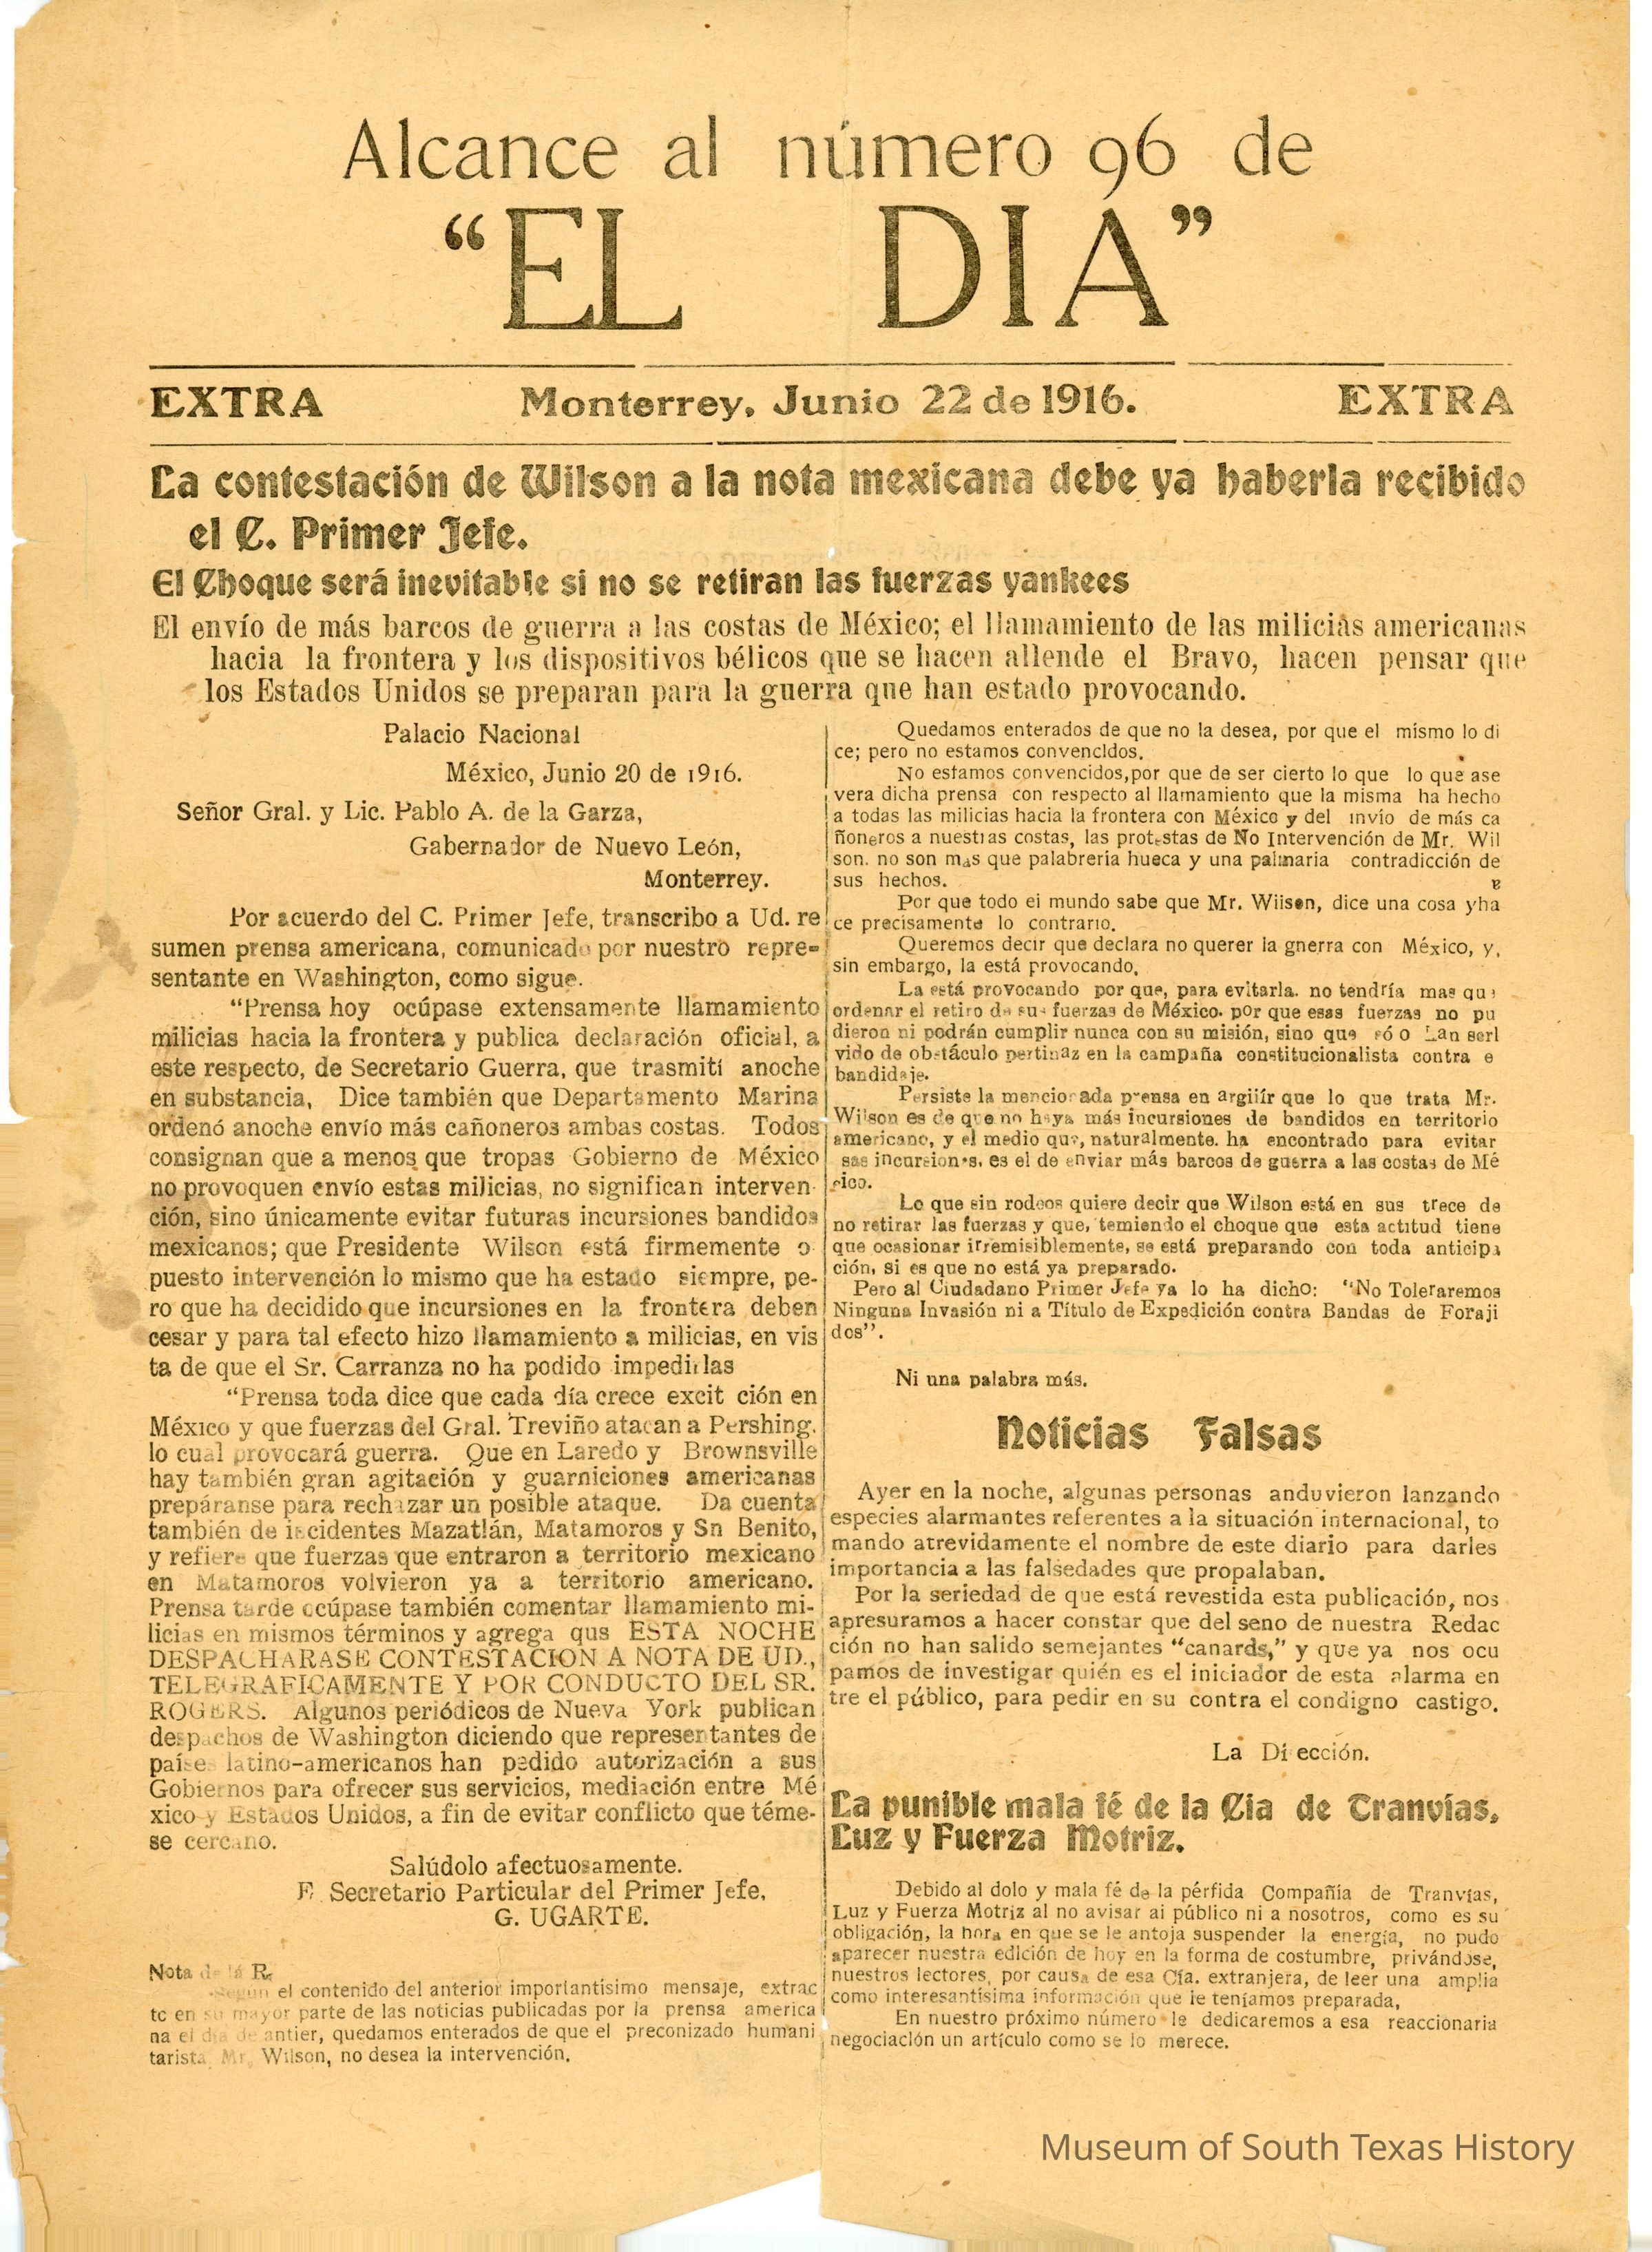 Alcance al número 96 de
“EL DIA”
EXTRA Monterrey, Junio 22 de 1916. EXTRA
La contestación de Wilson a la nota mexicana debe ya haberla recibido
el C. Primer Jefe.
El Choque será inevitable si no se retiran las fuerzas yankees
El envío de más barcos de guerra a las costas de México; el llamamiento de las milicias americanas
hacia la frontera y los dispositivos bélicos que se hacen allende el Bravo, hacen pensar que
los Estados Unidos se preparan para la guerra que han estado provocando.
Palacio Nacional
México, Junio 20 de 1916.
Señor Gral. y Lic. Pablo A. de la Garza,
Gabernador de Nuevo León,
Monterrey.
Por acuerdo del C. Primer Jefe, transcribo a Ud. re
sumen prensa americana, comunicado por nuestro repre-
sentante en Washington, como sigue.
“Prensa hoy ocúpase extensamente llamamiento
milicias hacia la frontera y publica declaración oficial, a
este respecto, de Secretario Guerra, que trasmití anoche
en substancia, Dice también que Departamento Marina
ordenó anoche envío más cañoneros ambas costas. Todos
consignan que a menos que tropas Gobierno de México
no provoquen envío estas milicias, no significan interven-
ción, sino únicamente evitar futuras incursiones bandidos
mexicanos; que Presidente Wilson está firmemente o-
puesto intervención lo mismo que ha estado siempre, pe-
ro que ha decidido que incursiones en la frontera deben
cesar y para tal efecto hizo llamamiento a milicias, en vis
ta de que el Sr. Carranza no ha podido impedirlas
“Prensa toda dice que cada día crece excit ción en
México y que fuerzas del Gral. Treviño atacan a Pershing.
lo cual provocará guerra. Que en Laredo y Brownsville
hay también gran agitación y guarniciones americanas
prepáranse para rechazar un posible ataque. Da cuenta
también de incidentes Mazatlán, Matamoros y Sn Benito,
y refiere que fuerzas que entraron a territorio mexicano
en Matamoros volvieron ya a territorio americano.
Prensa tarde ocúpase también comentar llamamiento mi-
licias en mismos términos y agrega qus ESTA NOCHE
DESPACHARASE CONTESTACION A NOTA DE UD.,
TELEGRAFICAMENTE Y POR CONDUCTO DEL SR.
ROGERS. Algunos periódicos de Nueva York publican
despachos de Washington diciendo que representantes de
paises latino-americanos han pedido autorización a sus
Gobiernos para ofrecer sus servicios, mediación entre Mé
xico y Estados Unidos, a fin de evitar conflicto que téme-
se cercano.
Salúdolo afectuosamente.
E. Secretario Particular del Primer Jefe,
G. UGARTE.
Nota de la R.
Según el contenido del anterior importantísimo mensaje, extrac
to en su mayor parte de las noticias publicadas por la prensa america
na el día de antier, quedamos enterados de que el preconizado humani
tarista, Mr. Wilson, no desea la intervención.
Quedamos enterados de que no la desea, por que el mismo lo di
ce; pero no estamos convencidos.
No estamos convencidos,por que de ser cierto lo que lo que ase
vera dicha prensa con respecto al llamamiento que la misma ha hecho
a todas las milicias hacia la frontera con México y del invío de más ca
ñoneros a nuestras costas, las protestas de No Intervención de Mr. Wil
son. no son mas que palabrería hueca y una palmaria contradicción de
sus hechos.
Por que todo ei mundo sabe que Mr. Wiison, dice una cosa yha
ce precisamente lo contrario.
Queremos decir que declara no querer la gnerra con México, y,
sin embargo, la está provocando,
La está provocando por que, para evitarla. no tendría mas que
ordenar el retiro de sus fuerzas de México. por que esas fuerzas no pu
dieron ni podrán cumplir nunca con su misión, sino que só o han serl
vido de obstáculo pertinaz en la campaña constitucionalista contra e
bandidaje.
Persiste la mencionada prensa en argiiír que lo que trata Mr.
Wilson es de que no haya más incursiones de bandidos en territorio
americano, y el medio que, naturalmente. ha encontrado para evitar
sas incursiones. es el de enviar más barcos de guerra a las costas de Mé
xico.
Lo que sin rodeos quiere decir que Wilson está en sus trece de
no retirar las fuerzas y que, temiendo el choque que esta actitud tiene
que ocasionar irremisiblemente, se está preparando con toda anticipa
ción, si es que no está ya preparado.
Pero al Ciudadano Primer Jefe ya lo ha dicho: “No Toleraremos
Ninguna Invasión ni a Título de Expedición contra Bandas de Foraji
dos”.
Ni una palabra más.
Noticias Falsas
Ayer en la noche, algunas personas anduvieron lanzando
especies alarmantes referentes a la situación internacional, to
mando atrevidamente el nombre de este diario para darles
importancia a las falsedades que propalaban.
Por la seriedad de que está revestida esta publicación, nos
apresuramos a hacer constar que del seno de nuestra Redac
ción no han salido semejantes “canards,” y que ya nos ocu
pamos de investigar quién es el iniciador de esta alarma en
tre el público, para pedir en su contra el condigno castigo.
La Di ección.
La punible mala fé de la Cia de Tranvías,
Luz y Fuerza Motriz.
Debido al dolo y mala fé de la pérfida Compañía de Tranvías,
Luz y Fuerza Motriz al no avisar ai público ni a nosotros, como es su
obligación, la hora en que se le antoja suspender la energía, no pudo
aparecer nuestra edición de hoy en la forma de costumbre, privándose,
nuestros lectores, por causa de esa Cía. extranjera, de leer una amplia
como interesantísima información que le teníamos preparada,
En nuestro próximo número le dedicaremos a esa reaccionaria
negociación un artículo como se lo merece.
Museum of South Texas History